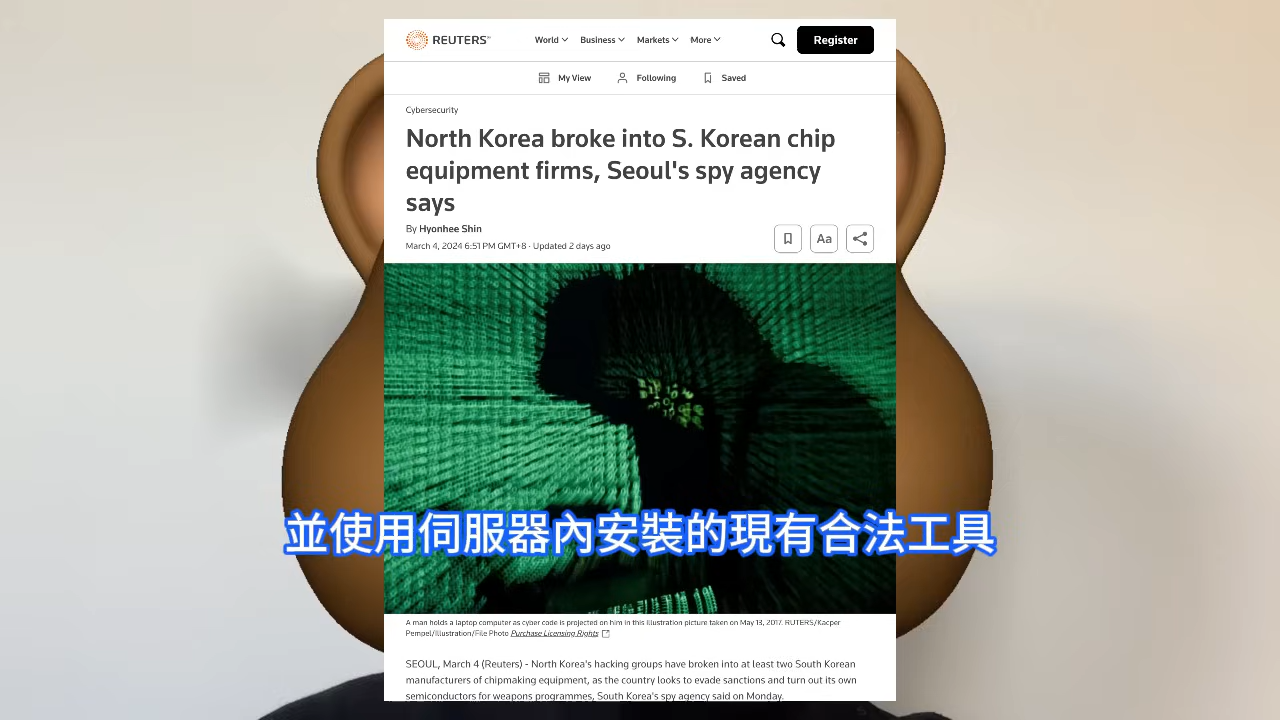 REUTERS
World Business Markets More
Register
My View Following Saved
Cybersecurity
North Korea broke into S. Korean chip
equipment firms, Seoul's spy agency
says
By Hyonhee Shin
March 4, 2024 6:51 PM GMT+8 · Updated 2 days ago
Aa
並使用伺服器內安裝的現有合法工具
A man holds a laptop computer as cyber code is projected on him in this illustration picture taken on May 13, 2017. RUTERS/Kacper
Pempel/Illustration/File Photo Purchase Licensing Rights
SEOUL, March 4 (Reuters) - North Korea's hacking groups have broken into at least two South Korean
manufacturers of chipmaking equipment, as the country looks to evade sanctions and turn out its own
semiconductors for weapons programmes, South Korea's spy agency said on Monday.